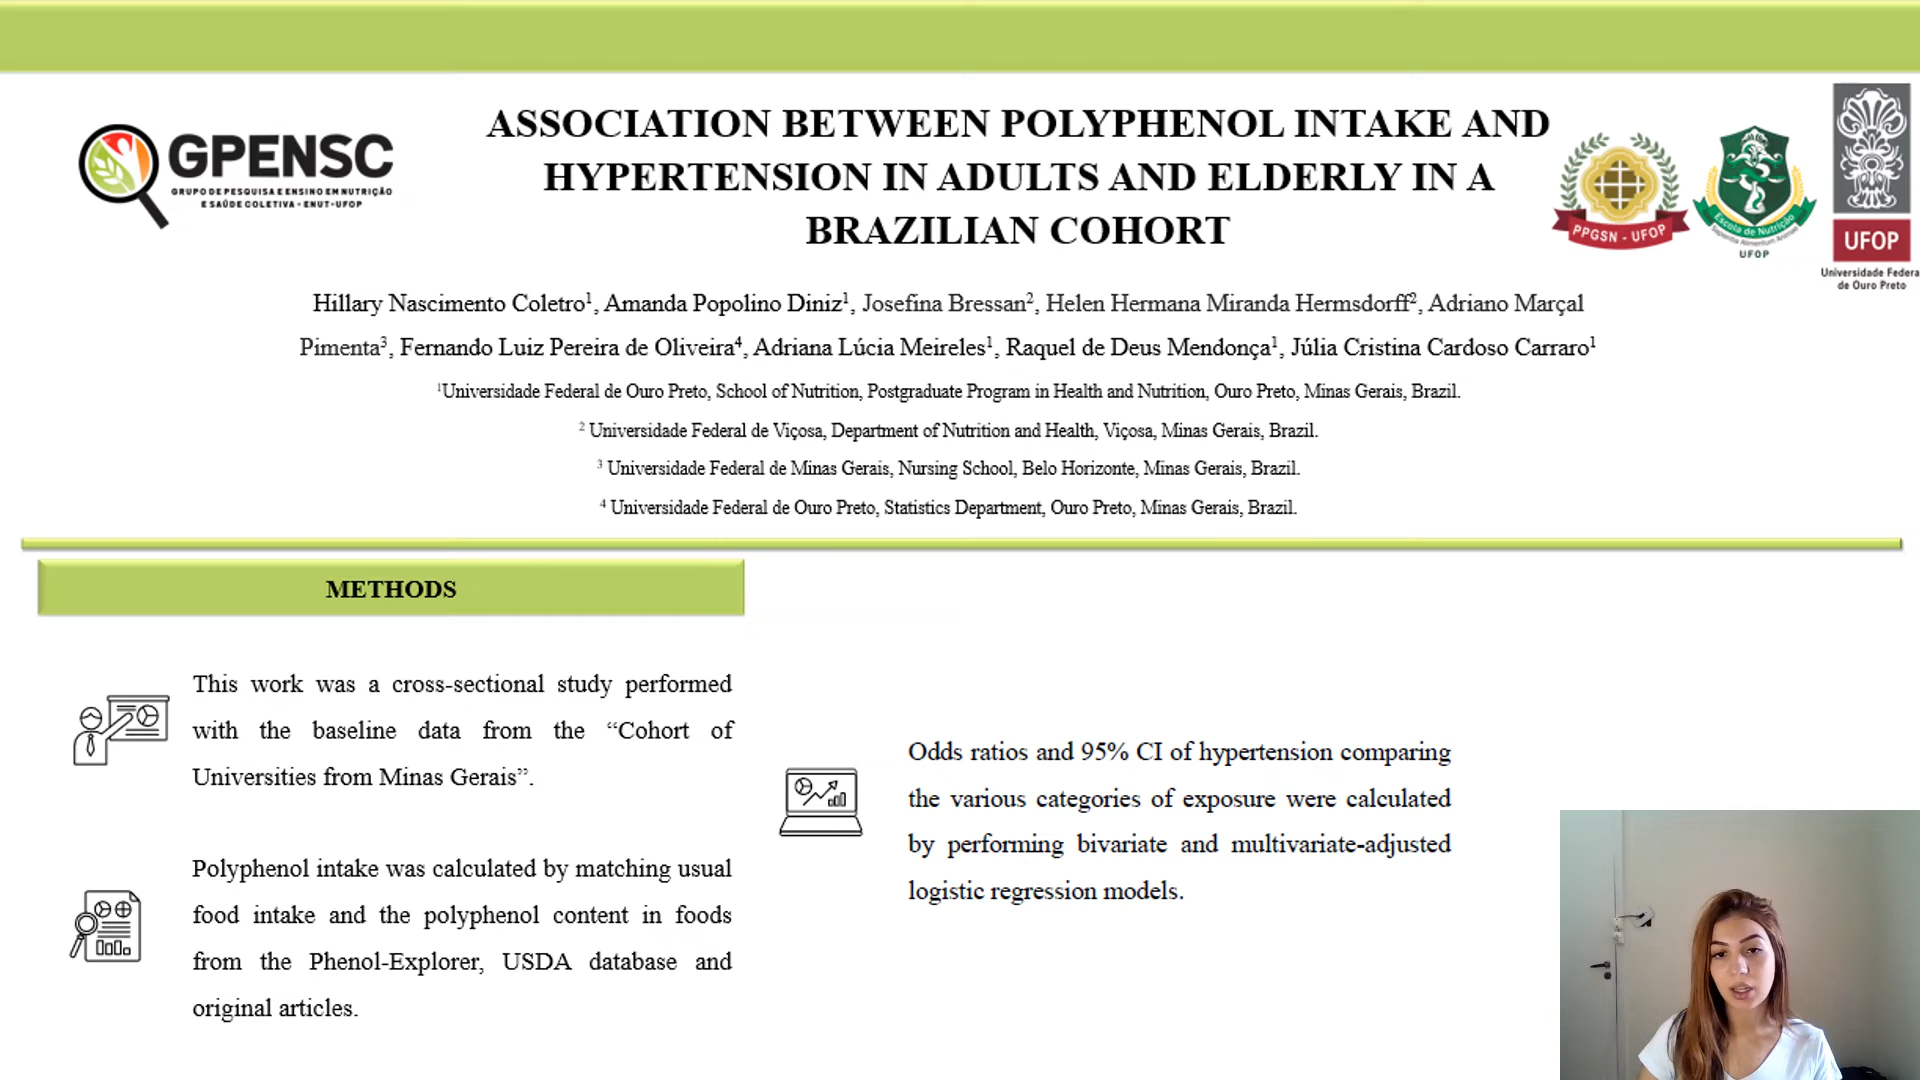 ASSOCIATION BETWEEN POLYPHENOL INTAKE AND
HYPERTENSION IN ADULTS AND ELDERLY IN A
BRAZILIAN COHORT
GPENSC
GRUPO DE PESQUISA E ENSINO EM NUTRIÇÃO
E SAÚDE COLETIVA - ENUT-UFOP
PPGSN - UFOP
Escola de Nutrição
UFOP
UFOP
Universidade Federa
de Ouro Preto
Hillary Nascimento Coletro¹, Amanda Popolino Diniz¹, Josefina Bressan², Helen Hermana Miranda Hermsdorff², Adriano Marçal
Pimenta³, Fernando Luiz Pereira de Oliveira⁴, Adriana Lúcia Meireles¹, Raquel de Deus Mendonça¹, Júlia Cristina Cardoso Carraro¹
¹Universidade Federal de Ouro Preto, School of Nutrition, Postgraduate Program in Health and Nutrition, Ouro Preto, Minas Gerais, Brazil.
² Universidade Federal de Viçosa, Department of Nutrition and Health, Viçosa, Minas Gerais, Brazil.
³ Universidade Federal de Minas Gerais, Nursing School, Belo Horizonte, Minas Gerais, Brazil.
⁴ Universidade Federal de Ouro Preto, Statistics Department, Ouro Preto, Minas Gerais, Brazil.
METHODS
This work was a cross-sectional study performed
with the baseline data from the “Cohort of
Universities from Minas Gerais”.
Polyphenol intake was calculated by matching usual
food intake and the polyphenol content in foods
from the Phenol-Explorer, USDA database and
original articles.
Odds ratios and 95% CI of hypertension comparing
the various categories of exposure were calculated
by performing bivariate and multivariate-adjusted
logistic regression models.